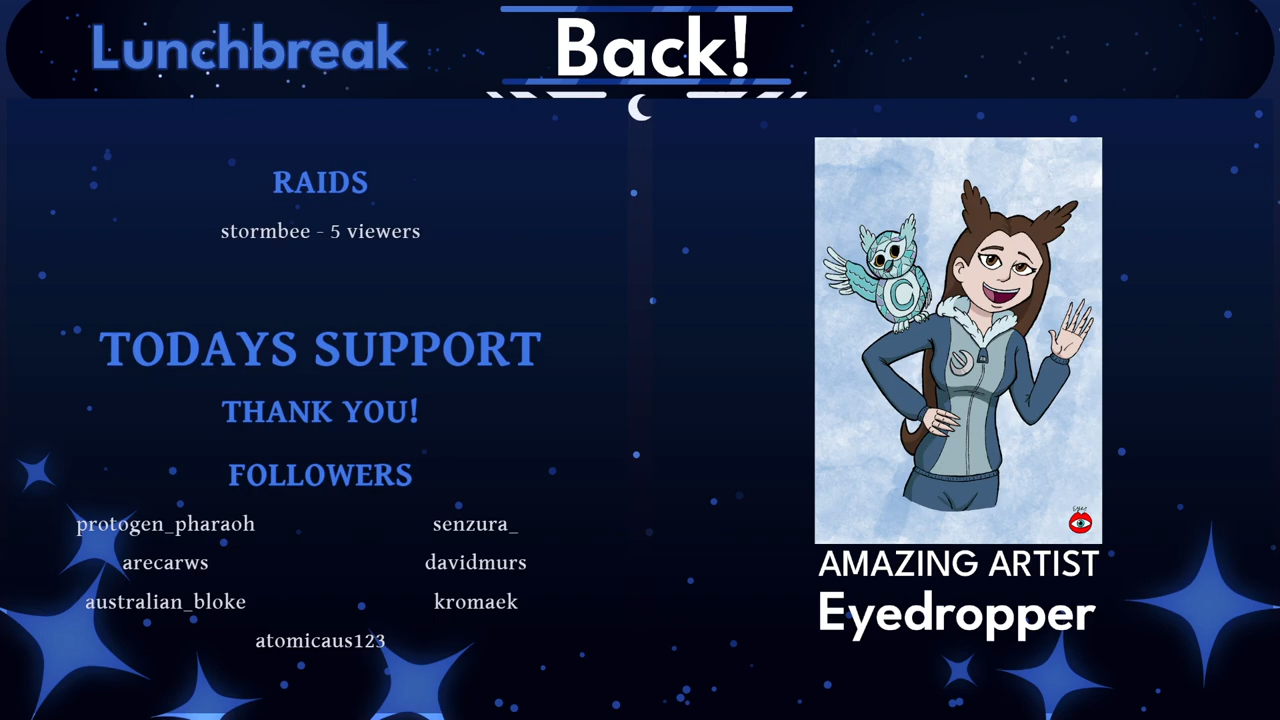 Lunchbreak
Back!
RAIDS
stormbee - 5 viewers
TODAYS SUPPORT
THANK YOU!
FOLLOWERS
protogen_pharaoh
senzura_
arecarws
davidmurs
australian_bloke
kromaek
atomicaus123
C
Eyes
AMAZING ARTIST
Eyedropper